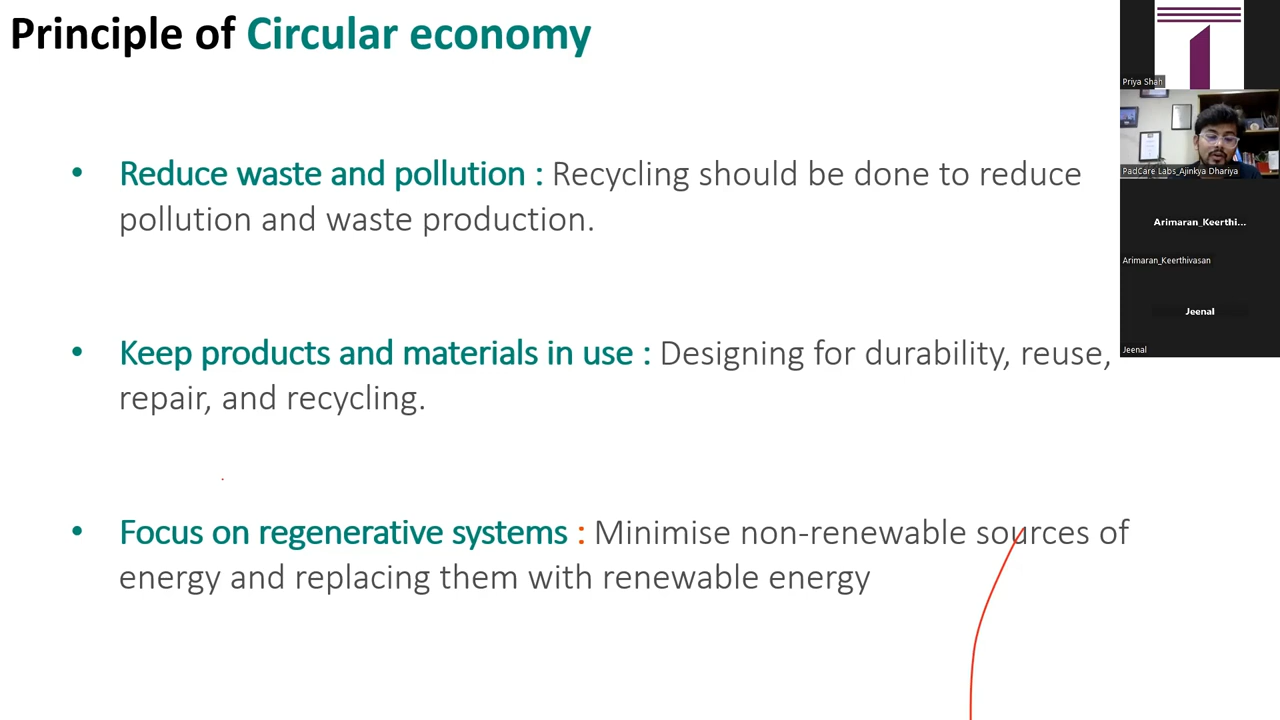 Principle of Circular economy
• Reduce waste and pollution : Recycling should be done to reduce
pollution and waste production.
• Keep products and materials in use : Designing for durability, reuse,
repair, and recycling.
• Focus on regenerative systems : Minimise non-renewable sources of
energy and replacing them with renewable energy
Priya Shah
PadCare Labs_Ajinkya Dhariya
Arimaran_Keerthi...
Arimaran_Keerthivasan
Jeenal
Jeenal